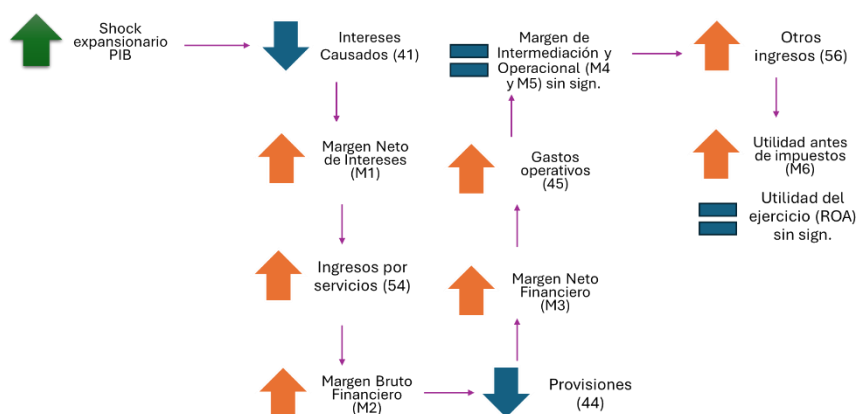 Shock
expansionario
PIB
Intereses
Causados (41)
Margen Neto
de Intereses
(M1)
Ingresos por
servicios (54)
Margen Bruto
Financiero
(M2)
Provisiones
(44)
Margen Neto
Financiero
(M3)
Gastos
operativos
(45)
Margen de
Intermediación y
Operacional (M4
y M5) sin sign.
Otros
ingresos (56)
Utilidad antes
de impuestos
(M6)
Utilidad del
ejercicio (ROA)
sin sign.